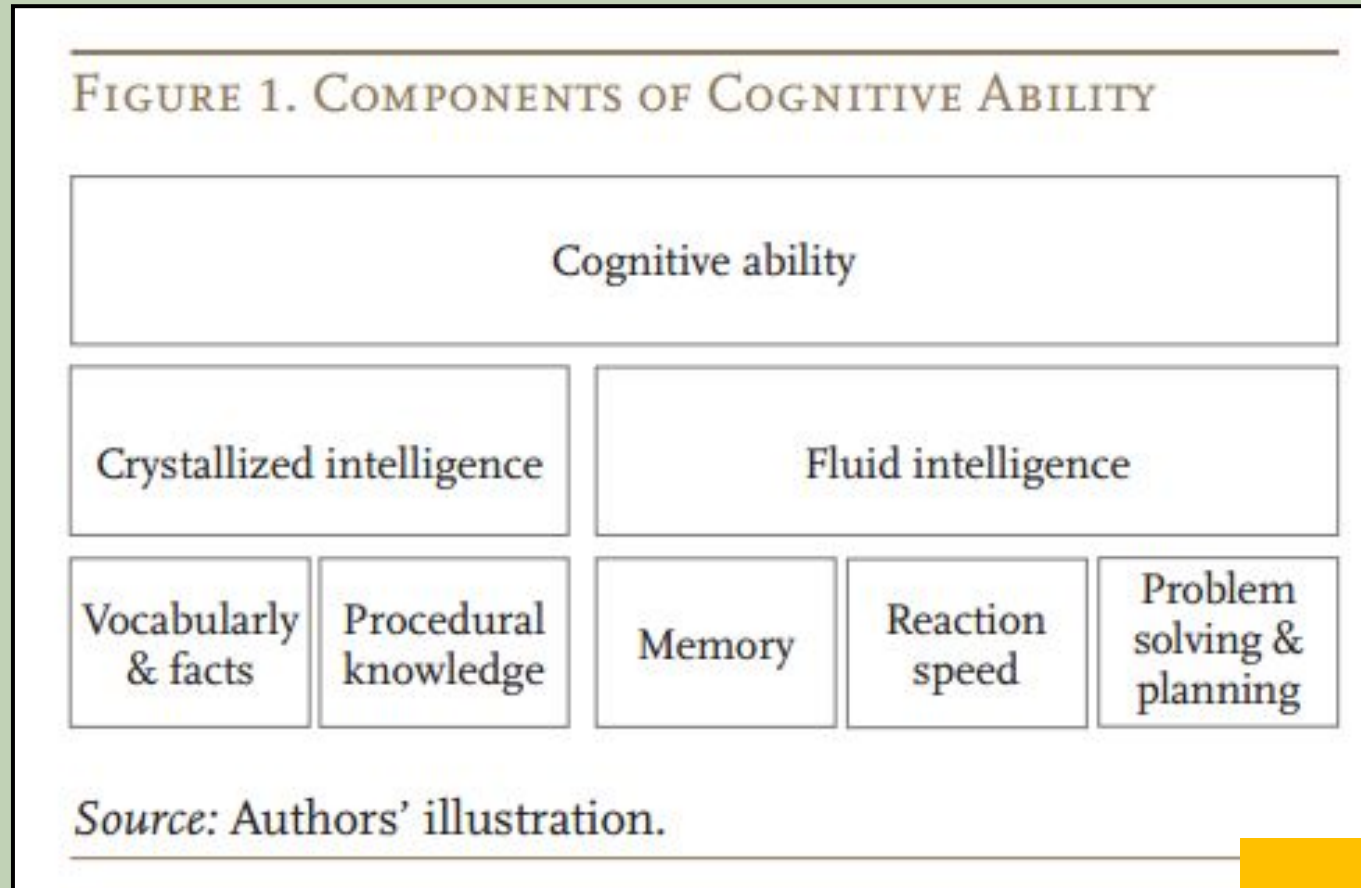 FIGURE 1. COMPONENTS OF COGNITIVE ABILITY
Cognitive ability
Crystallized intelligence
Fluid intelligence
Vocabularly
& facts
Procedural
knowledge
Memory
Reaction
speed
Problem
solving &
planning
Source: Authors’ illustration.